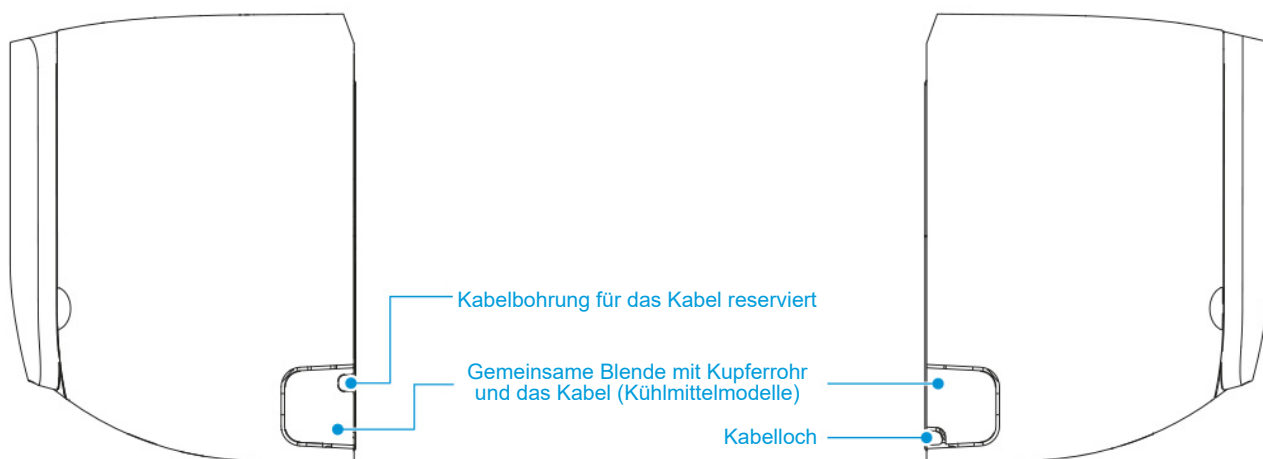 Kabelbohrung für das Kabel reserviert
Gemeinsame Blende mit Kupferrohr
und das Kabel (Kühlmittelmodelle)
Kabelloch